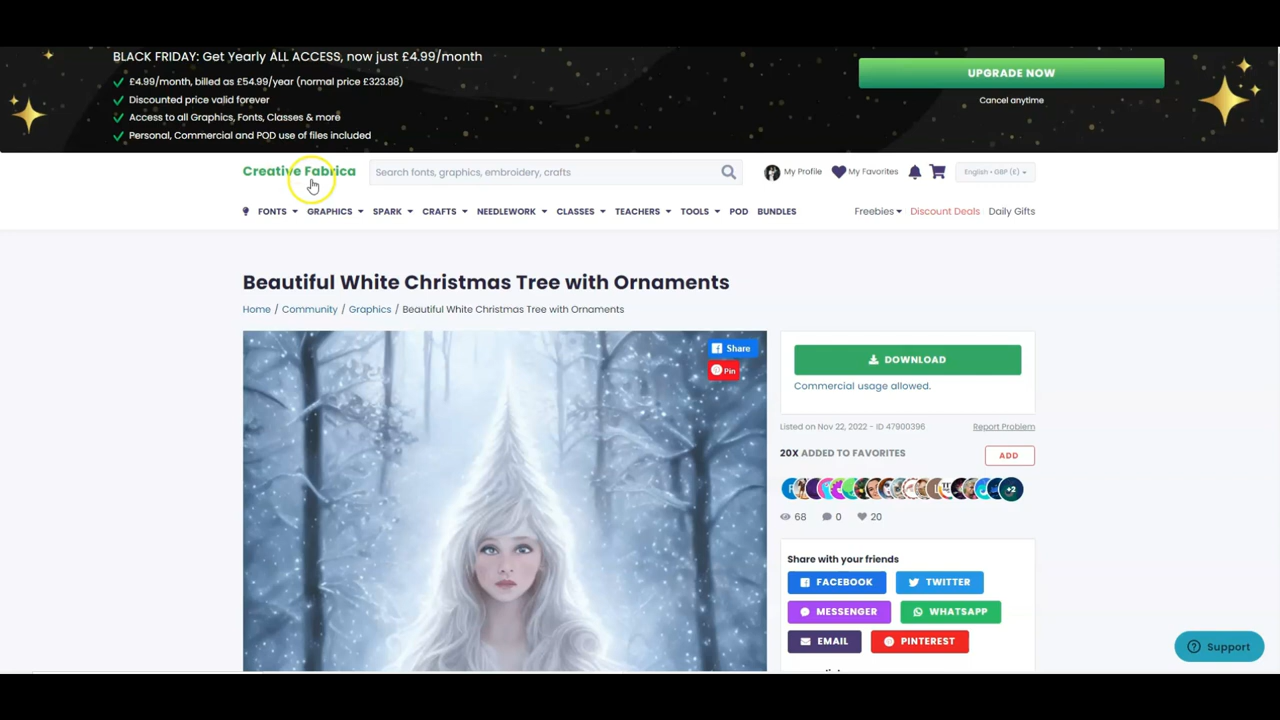 BLACK FRIDAY: Get Yearly ALL ACCESS, now just £4.99/month
£4.99/month, billed as £54.99/year (normal price £323.88)
Discounted price valid forever
Access to all Graphics, Fonts, Classes & more
Personal, Commercial and POD use of files included
UPGRADE NOW
Cancel anytime
Creative Fabrica
Search fonts, graphics, embroidery, crafts
My Profile
My Favorites
English • GBP (£)
FONTS GRAPHICS SPARK CRAFTS NEEDLEWORK CLASSES TEACHERS TOOLS POD BUNDLES
Freebies Discount Deals Daily Gifts
Beautiful White Christmas Tree with Ornaments
Home / Community / Graphics / Beautiful White Christmas Tree with Ornaments
Share
Pin
DOWNLOAD
Commercial usage allowed.
Listed on Nov 22, 2022 - ID 47900396
Report Problem
20X ADDED TO FAVORITES
ADD
+2
68 0 20
Share with your friends
FACEBOOK TWITTER
MESSENGER WHATSAPP
EMAIL PINTEREST
Support